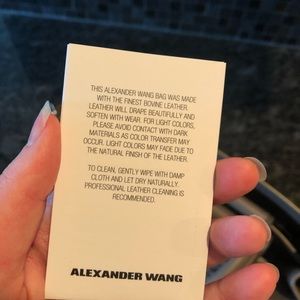 THIS ALEXANDER WANG BAG WAS MADE
WITH THE FINEST BOVINE LEATHER.
LEATHER WILL DRAPE BEAUTIFULLY AND
SOFTEN WITH WEAR. FOR LIGHT COLORS,
PLEASE AVOID CONTACT WITH DARK
MATERIALS AS COLOR TRANSFER MAY
OCCUR. LIGHT COLORS MAY FADE DUE TO
THE NATURAL FINISH OF THE LEATHER.
TO CLEAN, GENTLY WIPE WITH DAMP
CLOTH AND LET DRY NATURALLY.
PROFESSIONAL LEATHER CLEANING IS
RECOMMENDED.
ALEXANDER WANG